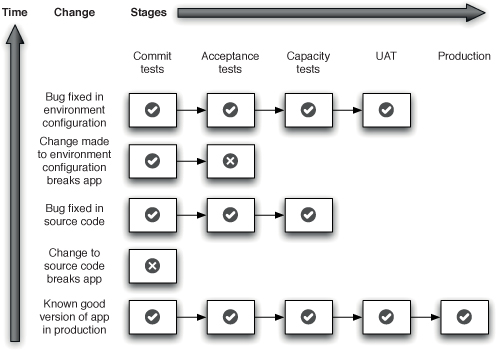 Time
Change
Stages
Commit
tests
Acceptance
tests
Capacity
tests
UAT
Production
Bug fixed in
environment
configuration
Change made
to environment
configuration
breaks app
Bug fixed in
source code
Change to
source code
breaks app
Known good
version of app
in production